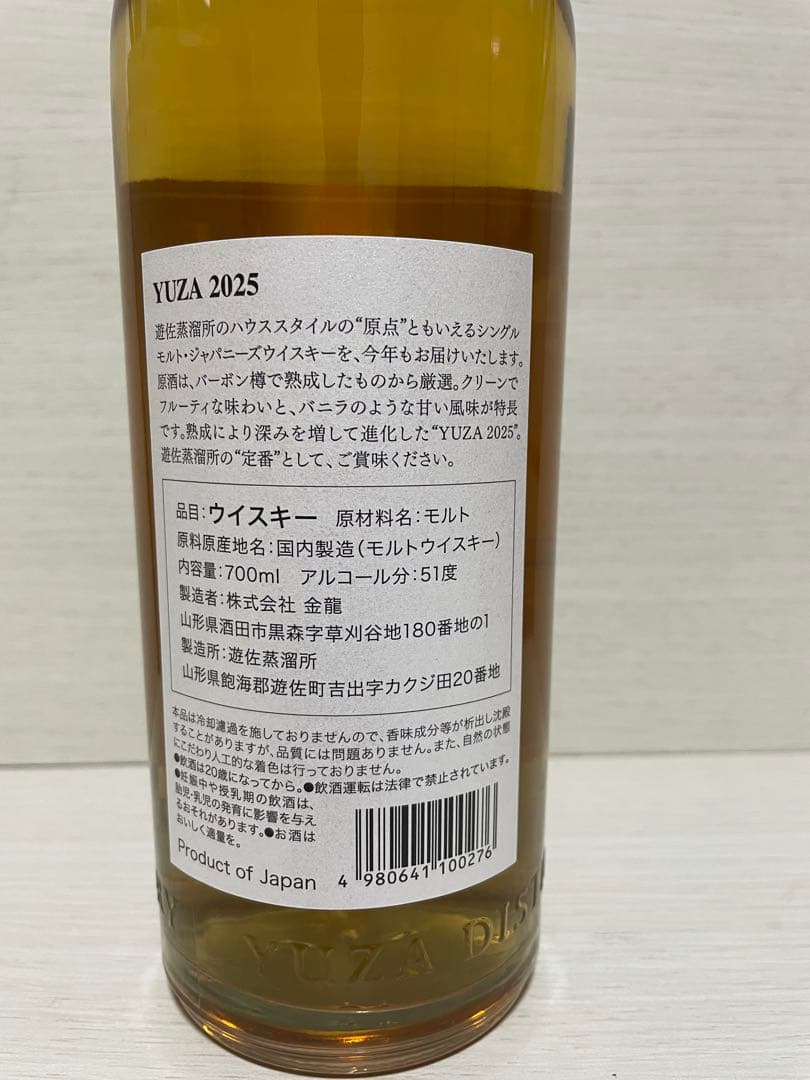 YUZA 2025
遊佐蒸溜所のハウススタイルの“原点”ともいえるシングル
モルト・ジャパニーズウイスキーを、今年もお届けいたします。
原酒は、バーボン樽で熟成したものから厳選。クリーンで
フルーティな味わいと、バニラのような甘い風味が特長
です。熟成により深みを増して進化した“YUZA 2025”。
遊佐蒸溜所の“定番”として、ご賞味ください。
品目：ウイスキー 原材料名：モルト
原料原産地名：国内製造（モルトウイスキー）
内容量：700ml アルコール分：51度
製造者：株式会社 金龍
山形県酒田市黒森字草刈谷地180番地の1
製造所：遊佐蒸溜所
山形県飽海郡遊佐町吉出字カクジ田20番地
本品は冷却濾過を施しておりませんので、香味成分等が析出し沈殿
することがありますが、品質には問題ありません。また、自然の状態
にこだわり人工的な着色は行っておりません。
●飲酒は20歳になってから。●飲酒運転は法律で禁止されています。
●妊娠中や授乳期の飲酒は、
胎児・乳児の発育に影響を与え
るおそれがあります。●お酒は
おいしく適量を。
Product of Japan
4 980641 100276
YUZA DISTI